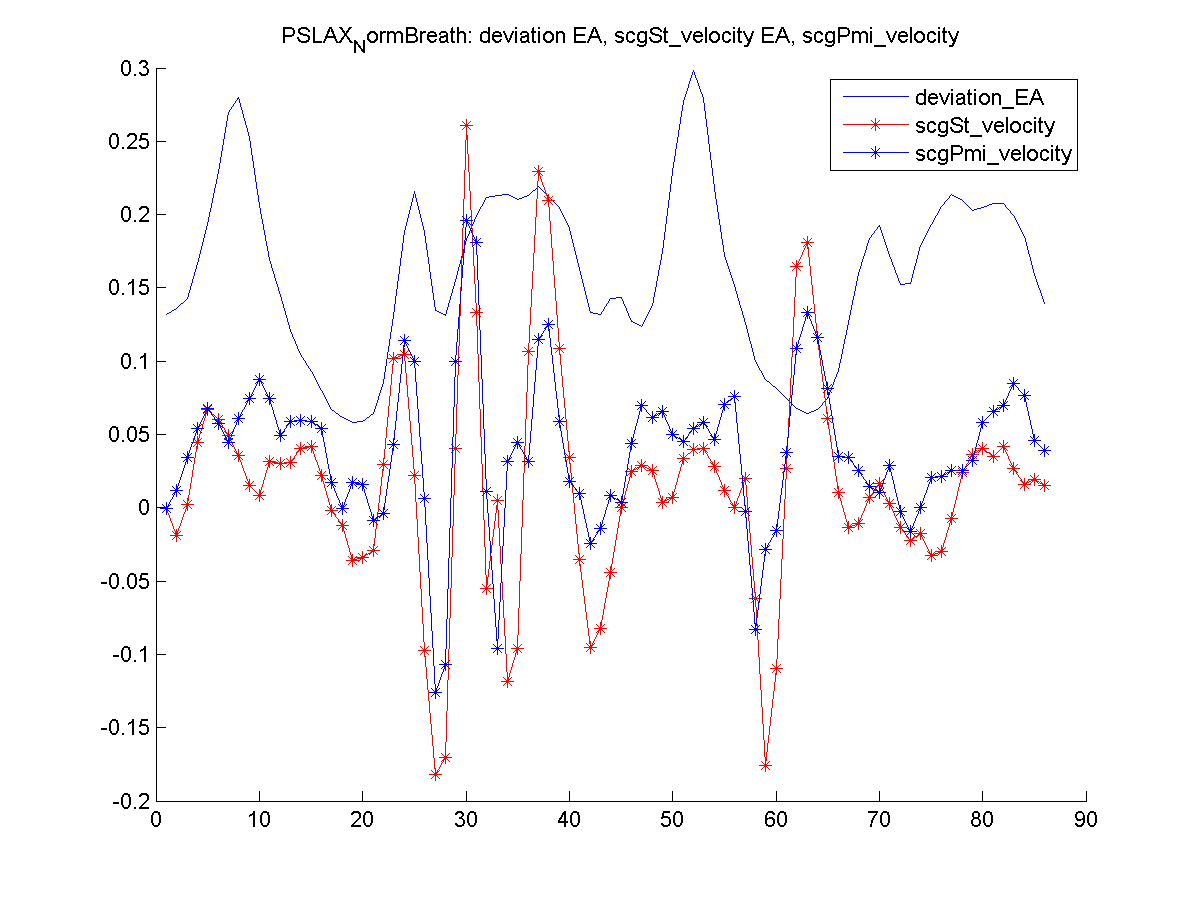 PSLAX_NormBreath: deviation EA, scgSt_velocity EA, scgPmi_velocity
deviation_EA
scgSt_velocity
scgPmi_velocity
0.3
0.25
0.2
0.15
0.1
0.05
0
-0.05
-0.1
-0.15
-0.2
0 10 20 30 40 50 60 70 80 90